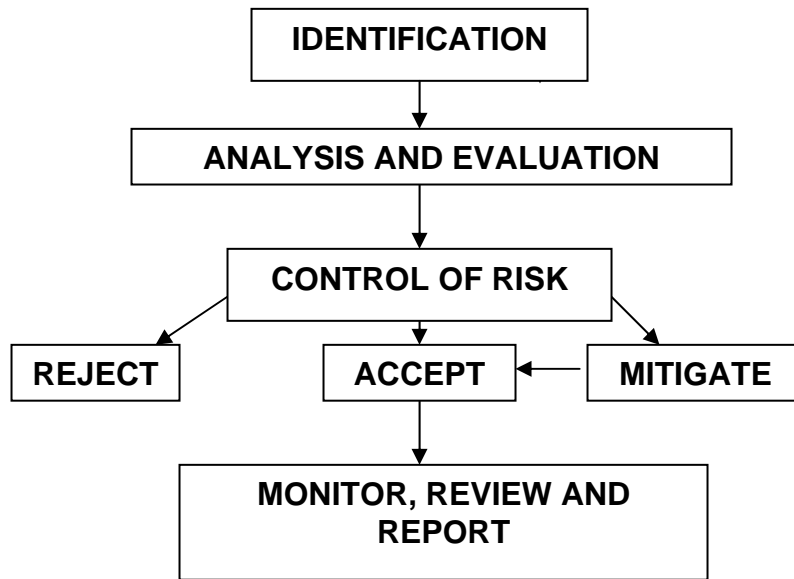 IDENTIFICATION
ANALYSIS AND EVALUATION
CONTROL OF RISK
REJECT
ACCEPT
MITIGATE
MONITOR, REVIEW AND
REPORT